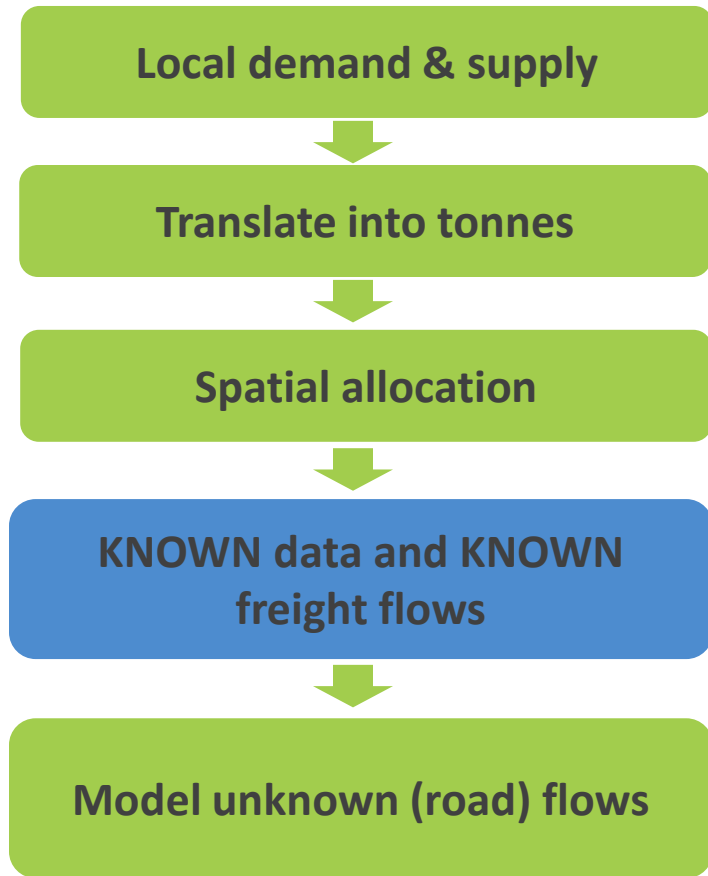 Local demand & supply
Translate into tonnes
Spatial allocation
KNOWN data and KNOWN
freight flows
Model unknown (road) flows